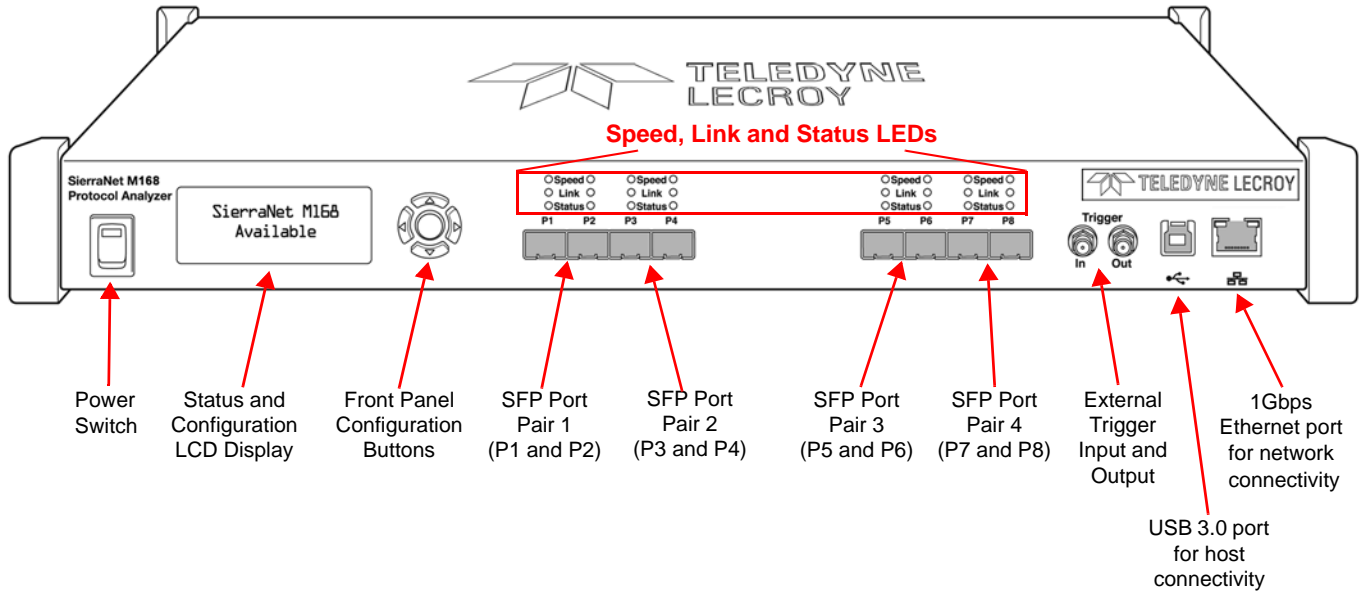 TELEDYNE
LECROY
Speed, Link and Status LEDs
SierraNet M168
Protocol Analyzer
SierraNet M168
Available
Speed
Link
Status
P1 P2
Speed
Link
Status
P3 P4
Speed
Link
Status
P5 P6
Speed
Link
Status
P7 P8
TELEDYNE LECROY
Trigger
In Out
Power
Switch
Status and
Configuration
LCD Display
Front Panel
Configuration
Buttons
SFP Port
Pair 1
(P1 and P2)
SFP Port
Pair 2
(P3 and P4)
SFP Port
Pair 3
(P5 and P6)
SFP Port
Pair 4
(P7 and P8)
External
Trigger
Input and
Output
1Gbps
Ethernet port
for network
connectivity
USB 3.0 port
for host
connectivity